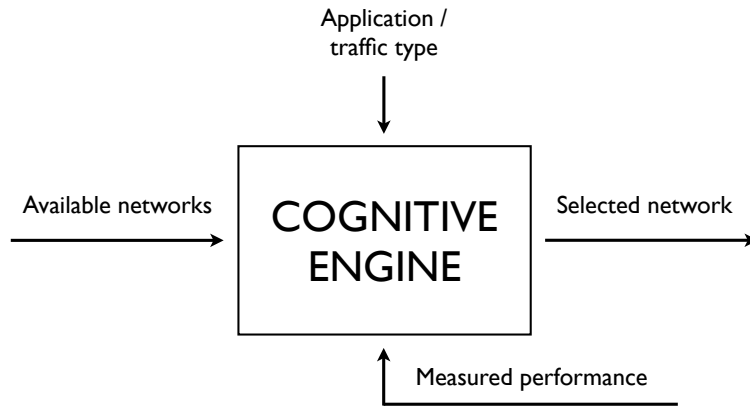 Application /
traffic type
Available networks
COGNITIVE
ENGINE
Selected network
Measured performance